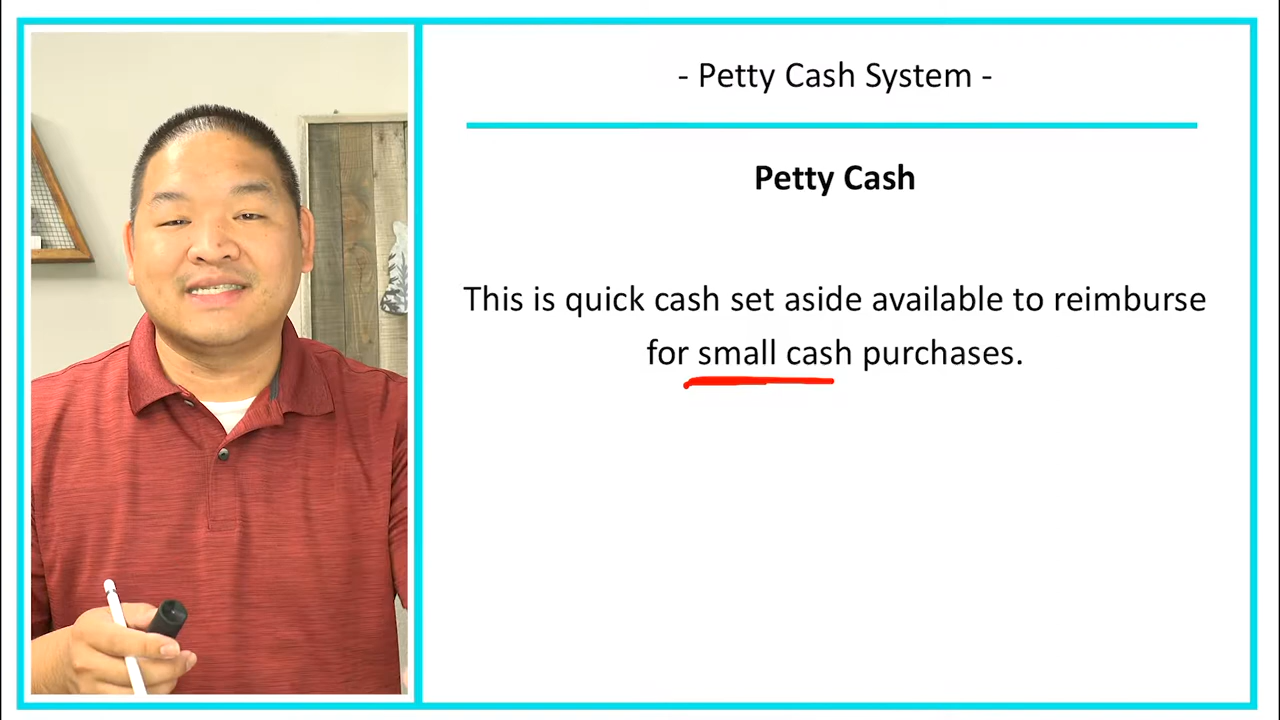 - Petty Cash System -
Petty Cash
This is quick cash set aside available to reimburse
for small cash purchases.